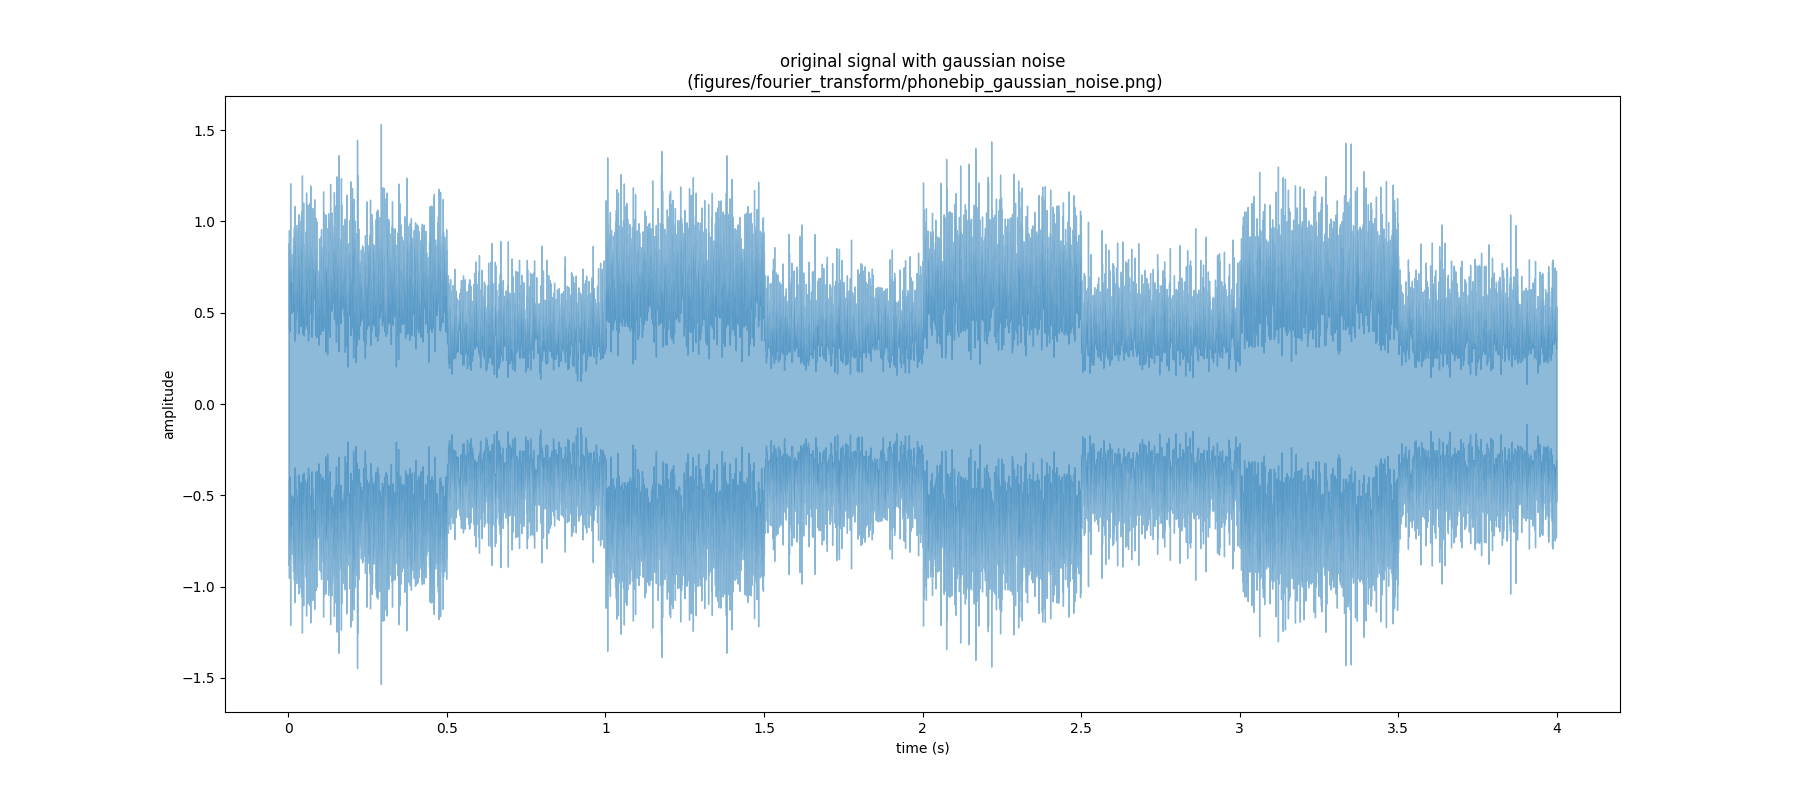 original signal with gaussian noise
(figures/fourier_transform/phonebip_gaussian_noise.png)
1.5
1.0
0.5
0.0
−0.5
−1.0
−1.5
amplitude
0 0.5 1 1.5 2 2.5 3 3.5 4
time (s)